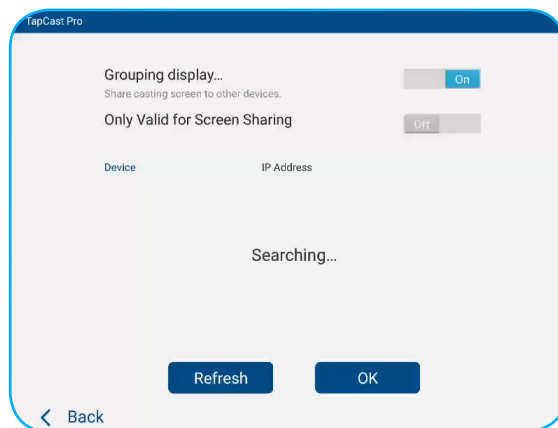 TapCast Pro
Grouping display... On
Share casting screen to other devices.
Only Valid for Screen Sharing Off
Device IP Address
Searching...
Refresh OK
Back